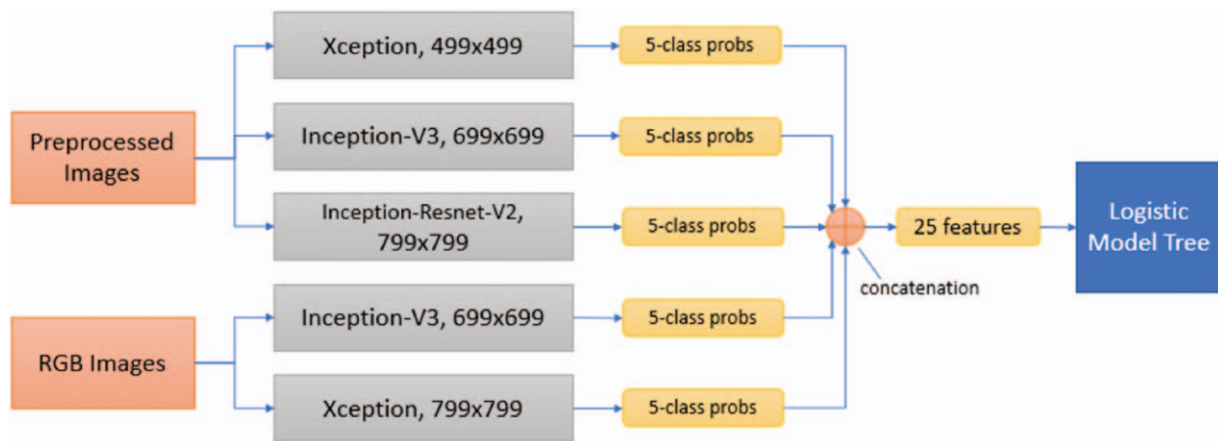 Xception, 499x499
5-class probs
Preprocessed
Images
Inception-V3, 699x699
5-class probs
Inception-Resnet-V2,
799x799
5-class probs
25 features
Logistic
Model Tree
concatenation
RGB Images
Inception-V3, 699x699
5-class probs
Xception, 799x799
5-class probs